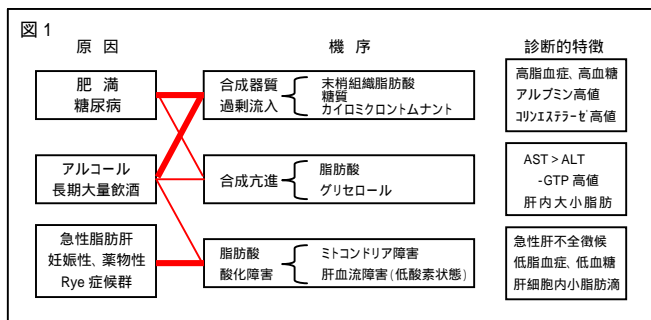 図1
原因 機序 診断的特徴
肥満
糖尿病
合成器質
過剰流入
末梢組織脂肪酸
糖質
カイロミクロントムナント
高脂血症、高血糖
アルブミン高値
コリンエステラーゼ高値
アルコール
長期大量飲酒
合成亢進
脂肪酸
グリセロール
AST>ALT
-GTP高値
肝内大小脂肪
急性脂肪肝
妊娠性、薬物性
Rye症候群
脂肪酸
酸化障害
ミトコンドリア障害
肝血流障害(低酸素状態)
急性肝不全徴候
低脂血症、低血糖
肝細胞内小脂肪滴